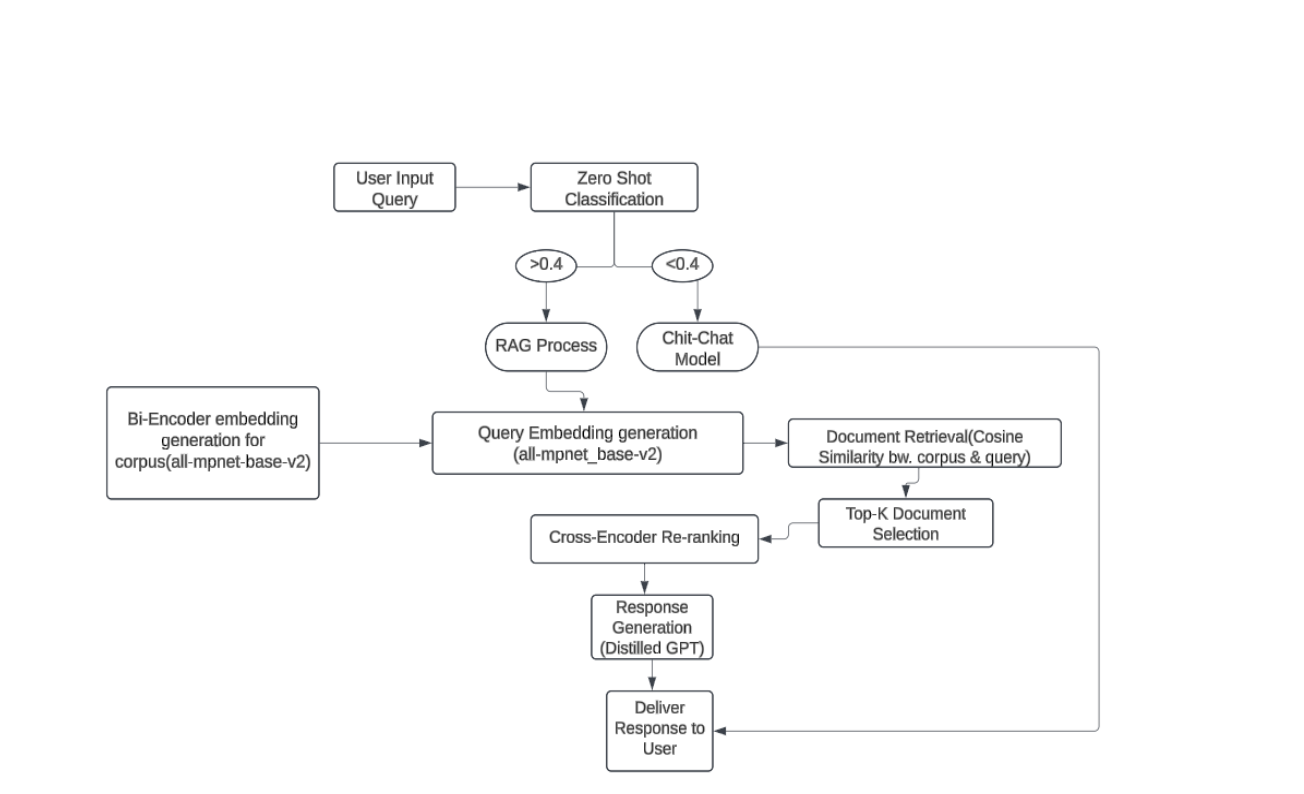 User Input
Query
Zero Shot
Classification
>0.4
<0.4
RAG Process
Chit-Chat
Model
Bi-Encoder embedding
generation for
corpus(all-mpnet-base-v2)
Query Embedding generation
(all-mpnet_base-v2)
Document Retrieval(Cosine
Similarity bw. corpus & query)
Top-K Document
Selection
Cross-Encoder Re-ranking
Response
Generation
(Distilled GPT)
Deliver
Response to
User